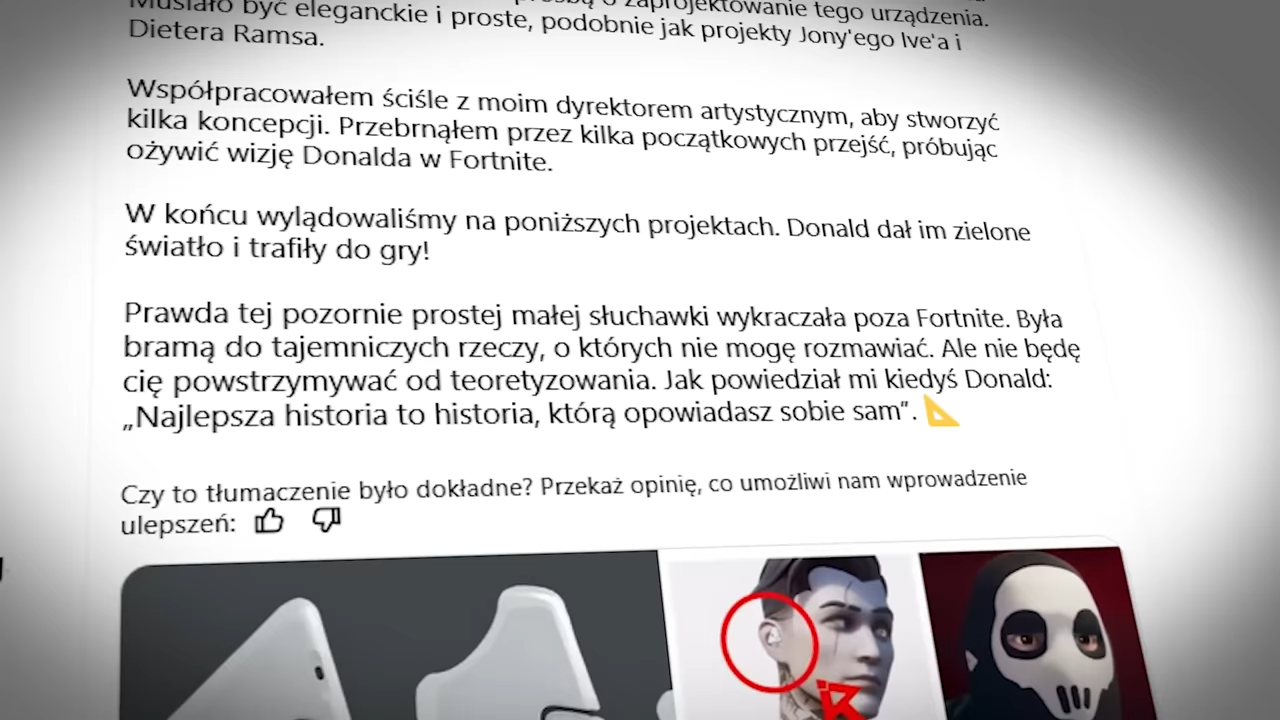 Musiało być eleganckie i proste, podobnie jak projekty Jony'ego Ive'a i
zaprojektowanie tego urządzenia.
Dietera Ramsa.
Współpracowałem ściśle z moim dyrektorem artystycznym, aby stworzyć
kilka koncepcji. Przebrnąłem przez kilka początkowych przejść, próbując
ożywić wizję Donalda w Fortnite.
W końcu wylądowaliśmy na poniższych projektach. Donald dał im zielone
światło i trafiły do gry!
Prawda tej pozornie prostej małej słuchawki wykraczała poza Fortnite. Była
bramą do tajemniczych rzeczy, o których nie mogę rozmawiać. Ale nie będę
cię powstrzymywać od teoretyzowania. Jak powiedział mi kiedyś Donald:
„Najlepsza historia to historia, którą opowiadasz sobie sam”.
Czy to tłumaczenie było dokładne? Przekaż opinię, co umożliwi nam wprowadzenie
ulepszeń: